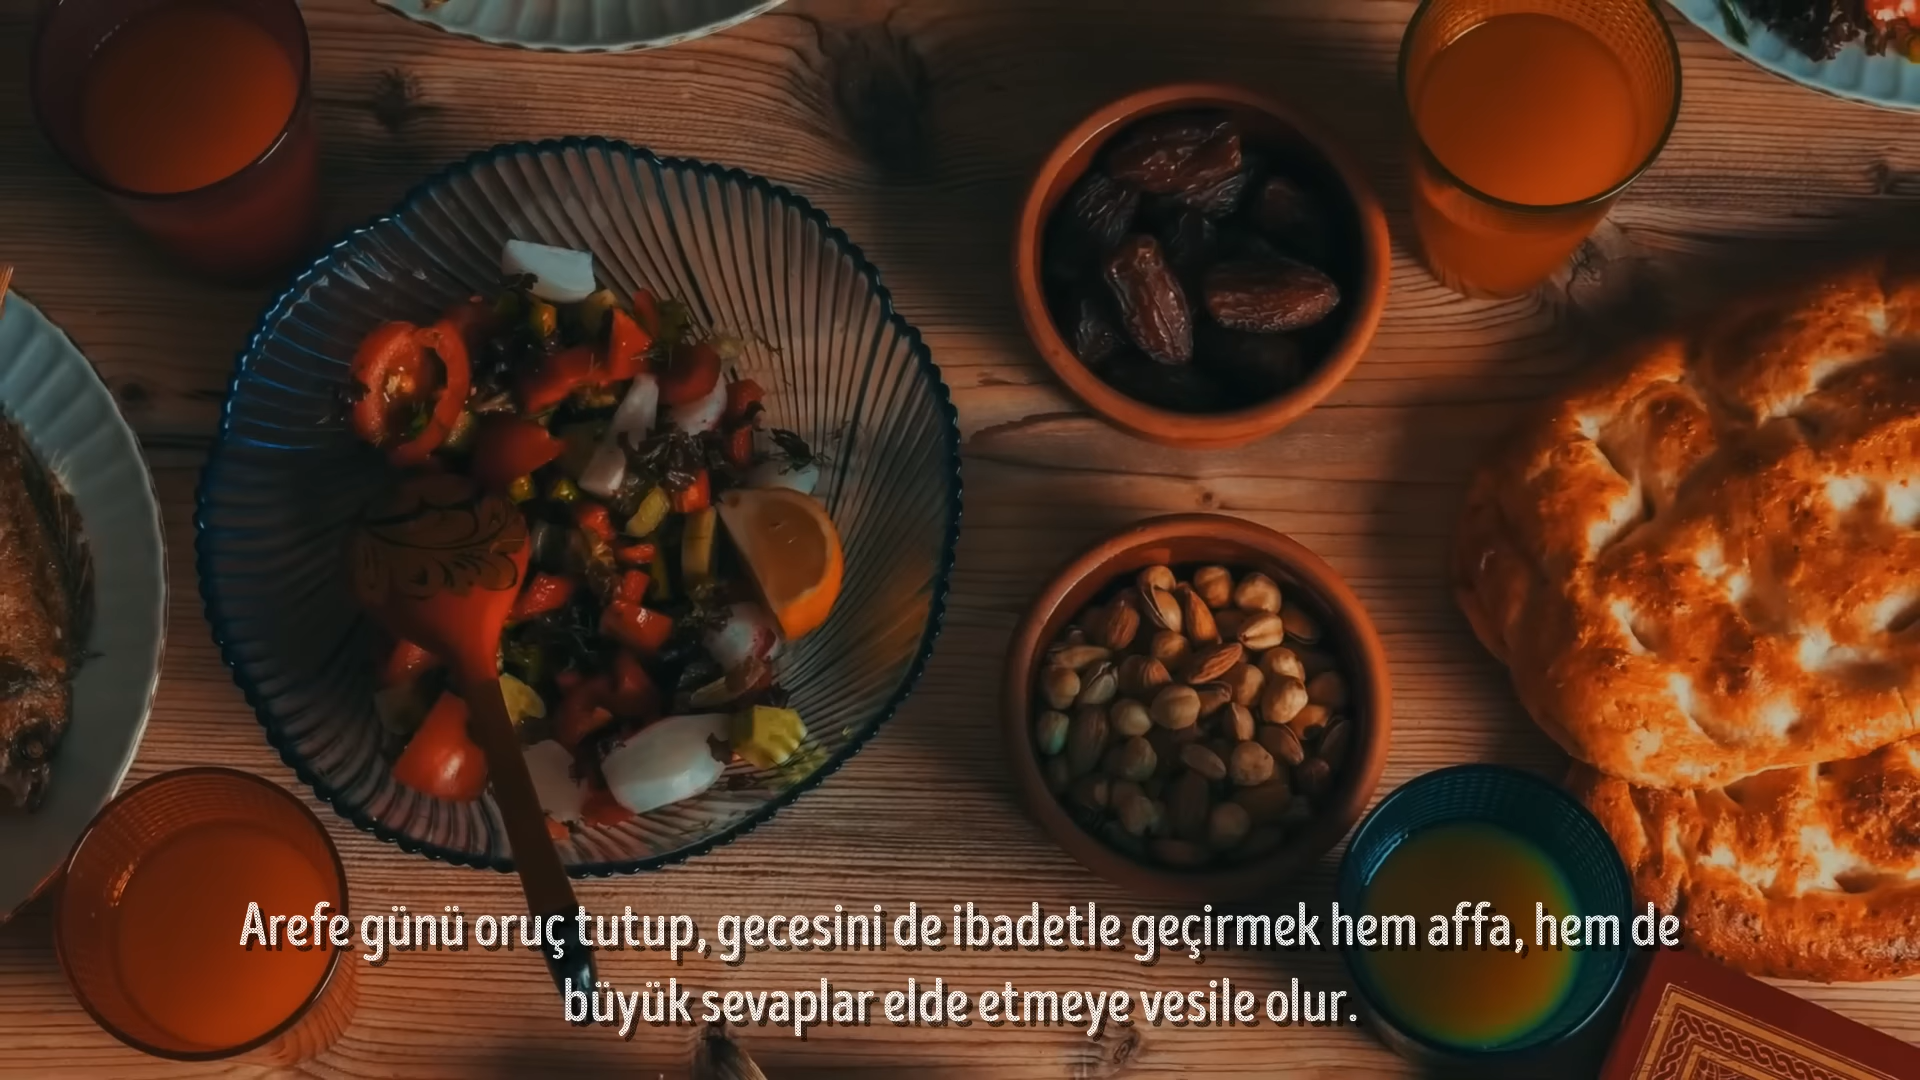 Arefe günü oruç tutup, gecesini de ibadetle geçirmek hem affa, hem de
büyük sevaplar elde etmeye vesile olur.